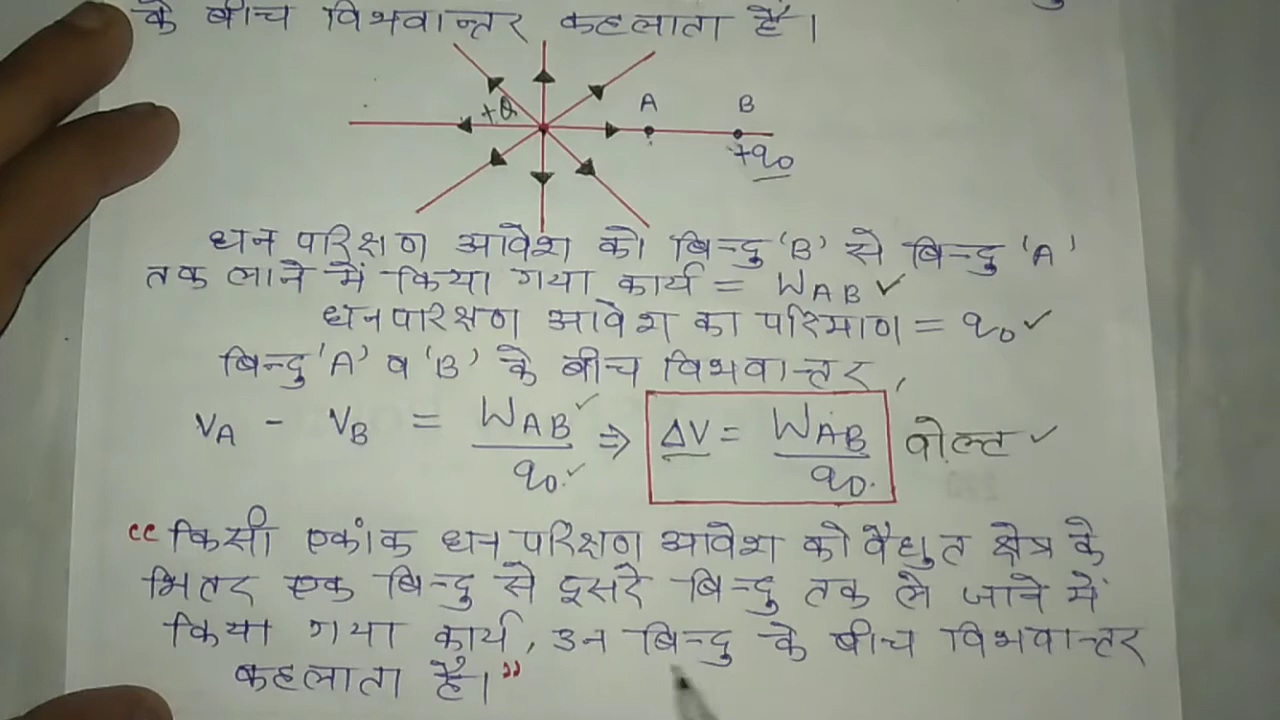 के बीच विभवान्तर कहलाता है।
+Q
A
B
+q0
धन परिक्षण आवेश को बिन्दु 'B' से बिन्दु 'A'
तक लाने में किया गया कार्य = WAB ✓
धन परिक्षण आवेश का परिमाण = q0 ✓
बिन्दु 'A' व 'B' के बीच विभवान्तर,
VA - VB = WAB ✓/q0 ✓ ⇒ ΔV = WAB/q0. वोल्ट ✓
“किसी एकांक धन परिक्षण आवेश को वैद्युत क्षेत्र के
भितर एक बिन्दु से दूसरे बिन्दु तक ले जाने में
किया गया कार्य, उन बिन्दु के बीच विभवान्तर
कहलाता है।”